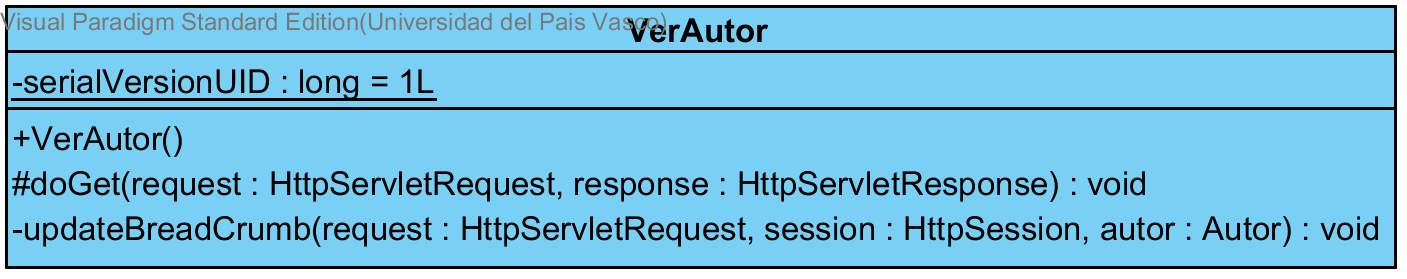 Visual Paradigm Standard Edition(Universidad del Pais Vasco)
VerAutor
-serialVersionUID : long = 1L
+VerAutor()
#doGet(request : HttpServletRequest, response : HttpServletResponse) : void
-updateBreadCrumb(request : HttpServletRequest, session : HttpSession, autor : Autor) : void